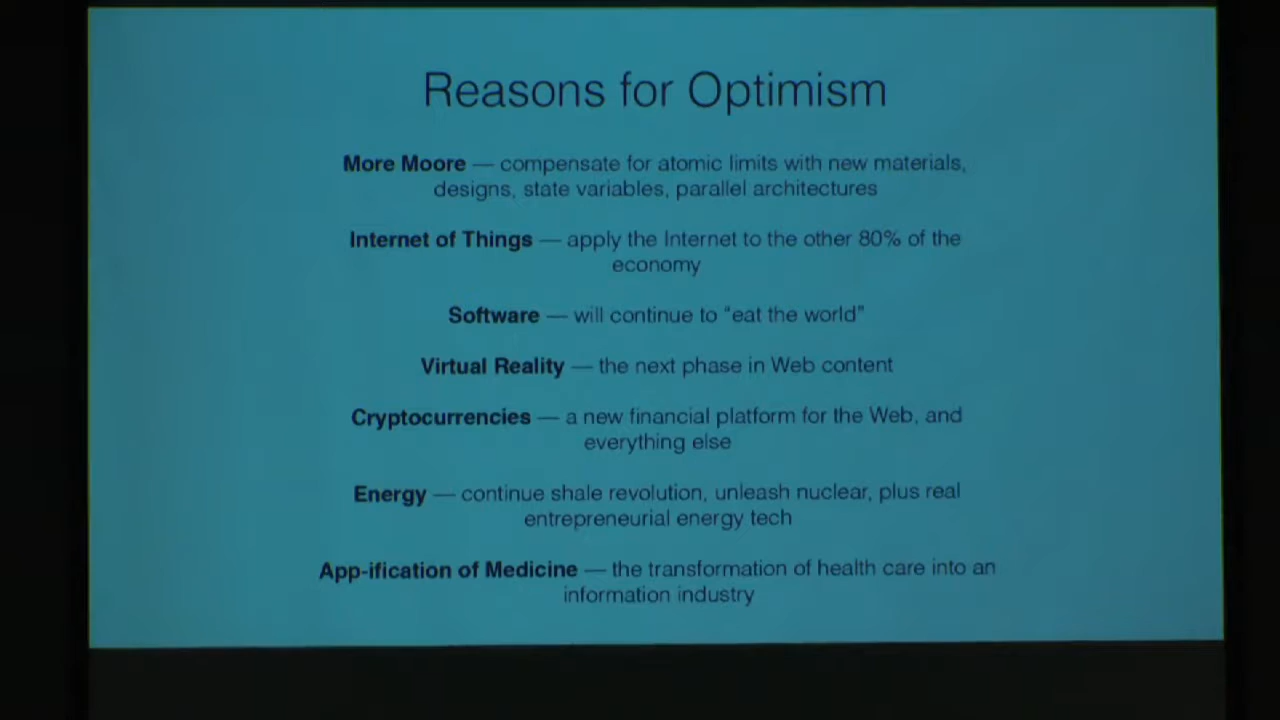 Reasons for Optimism
More Moore — compensate for atomic limits with new materials,
designs, state variables, parallel architectures
Internet of Things — apply the Internet to the other 80% of the
economy
Software — will continue to "eat the world"
Virtual Reality — the next phase in Web content
Cryptocurrencies — a new financial platform for the Web, and
everything else
Energy — continue shale revolution, unleash nuclear, plus real
entrepreneurial energy tech
App-ification of Medicine — the transformation of health care into an
information industry